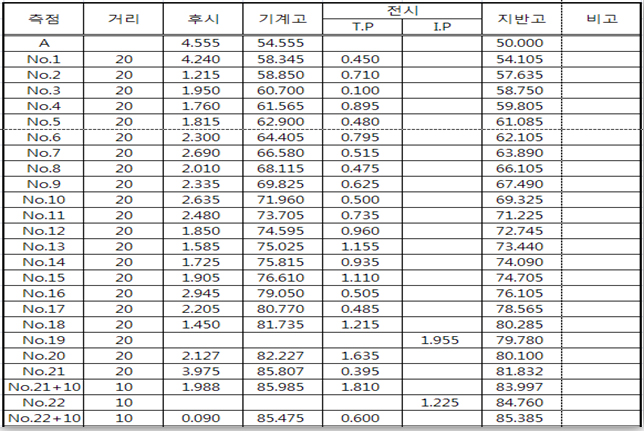 측점 거리 후시 기계고 전시 지반고 비고
T.P I.P
A 4.555 54.555 50.000
No.1 20 4.240 58.345 0.450 54.105
No.2 20 1.215 58.850 0.710 57.635
No.3 20 1.950 60.700 0.100 58.750
No.4 20 1.760 61.565 0.895 59.805
No.5 20 1.815 62.900 0.480 61.085
No.6 20 2.300 64.405 0.795 62.105
No.7 20 2.690 66.580 0.515 63.890
No.8 20 2.010 68.115 0.475 66.105
No.9 20 2.335 69.825 0.625 67.490
No.10 20 2.635 71.960 0.500 69.325
No.11 20 2.480 73.705 0.735 71.225
No.12 20 1.850 74.595 0.960 72.745
No.13 20 1.585 75.025 1.155 73.440
No.14 20 1.725 75.815 0.935 74.090
No.15 20 1.905 76.610 1.110 74.705
No.16 20 2.945 79.050 0.505 76.105
No.17 20 2.205 80.770 0.485 78.565
No.18 20 1.450 81.735 1.215 80.285
No.19 20 1.955 79.780
No.20 20 2.127 82.227 1.635 80.100
No.21 20 3.975 85.807 0.395 81.832
No.21+10 10 1.988 85.985 1.810 83.997
No.22 10 1.225 84.760
No.22+10 10 0.090 85.475 0.600 85.385